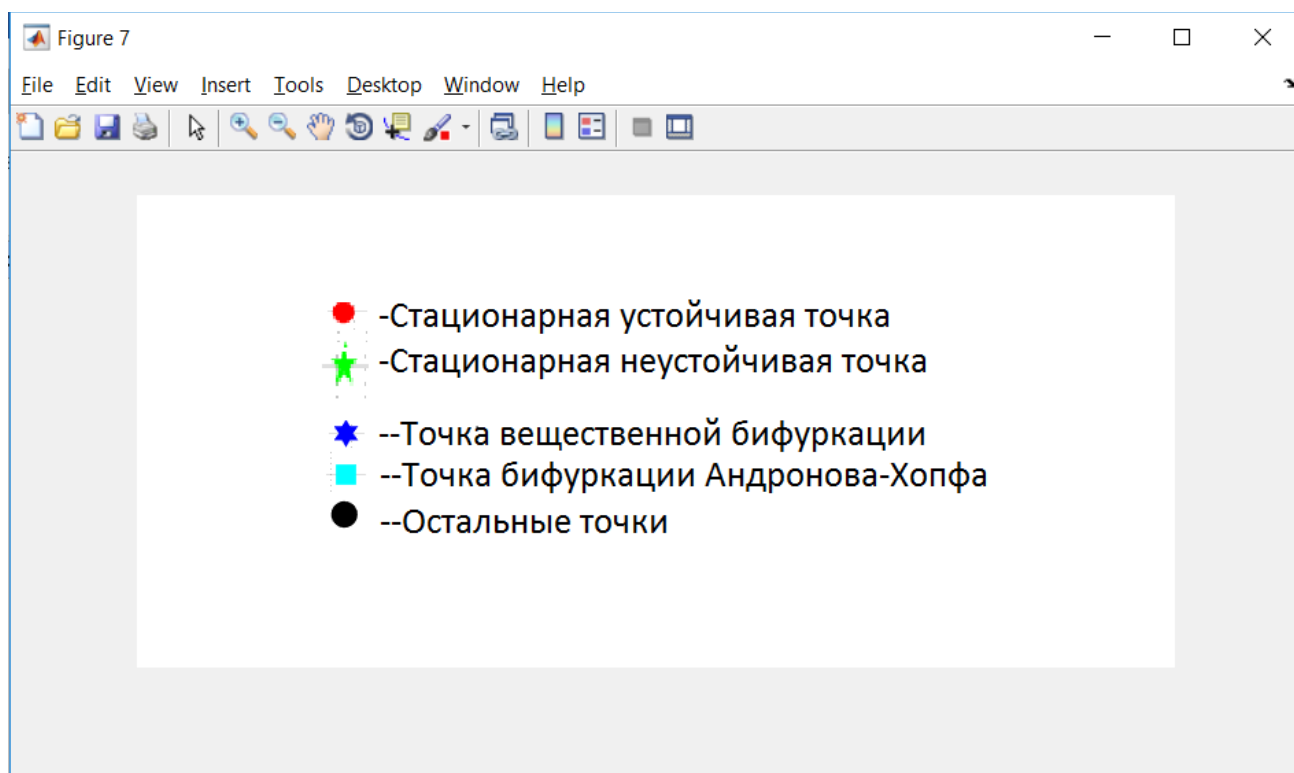 Figure 7
File Edit View Insert Tools Desktop Window Help
-Стационарная устойчивая точка
-Стационарная неустойчивая точка
--Точка вещественной бифуркации
--Точка бифуркации Андронова-Хопфа
--Остальные точки